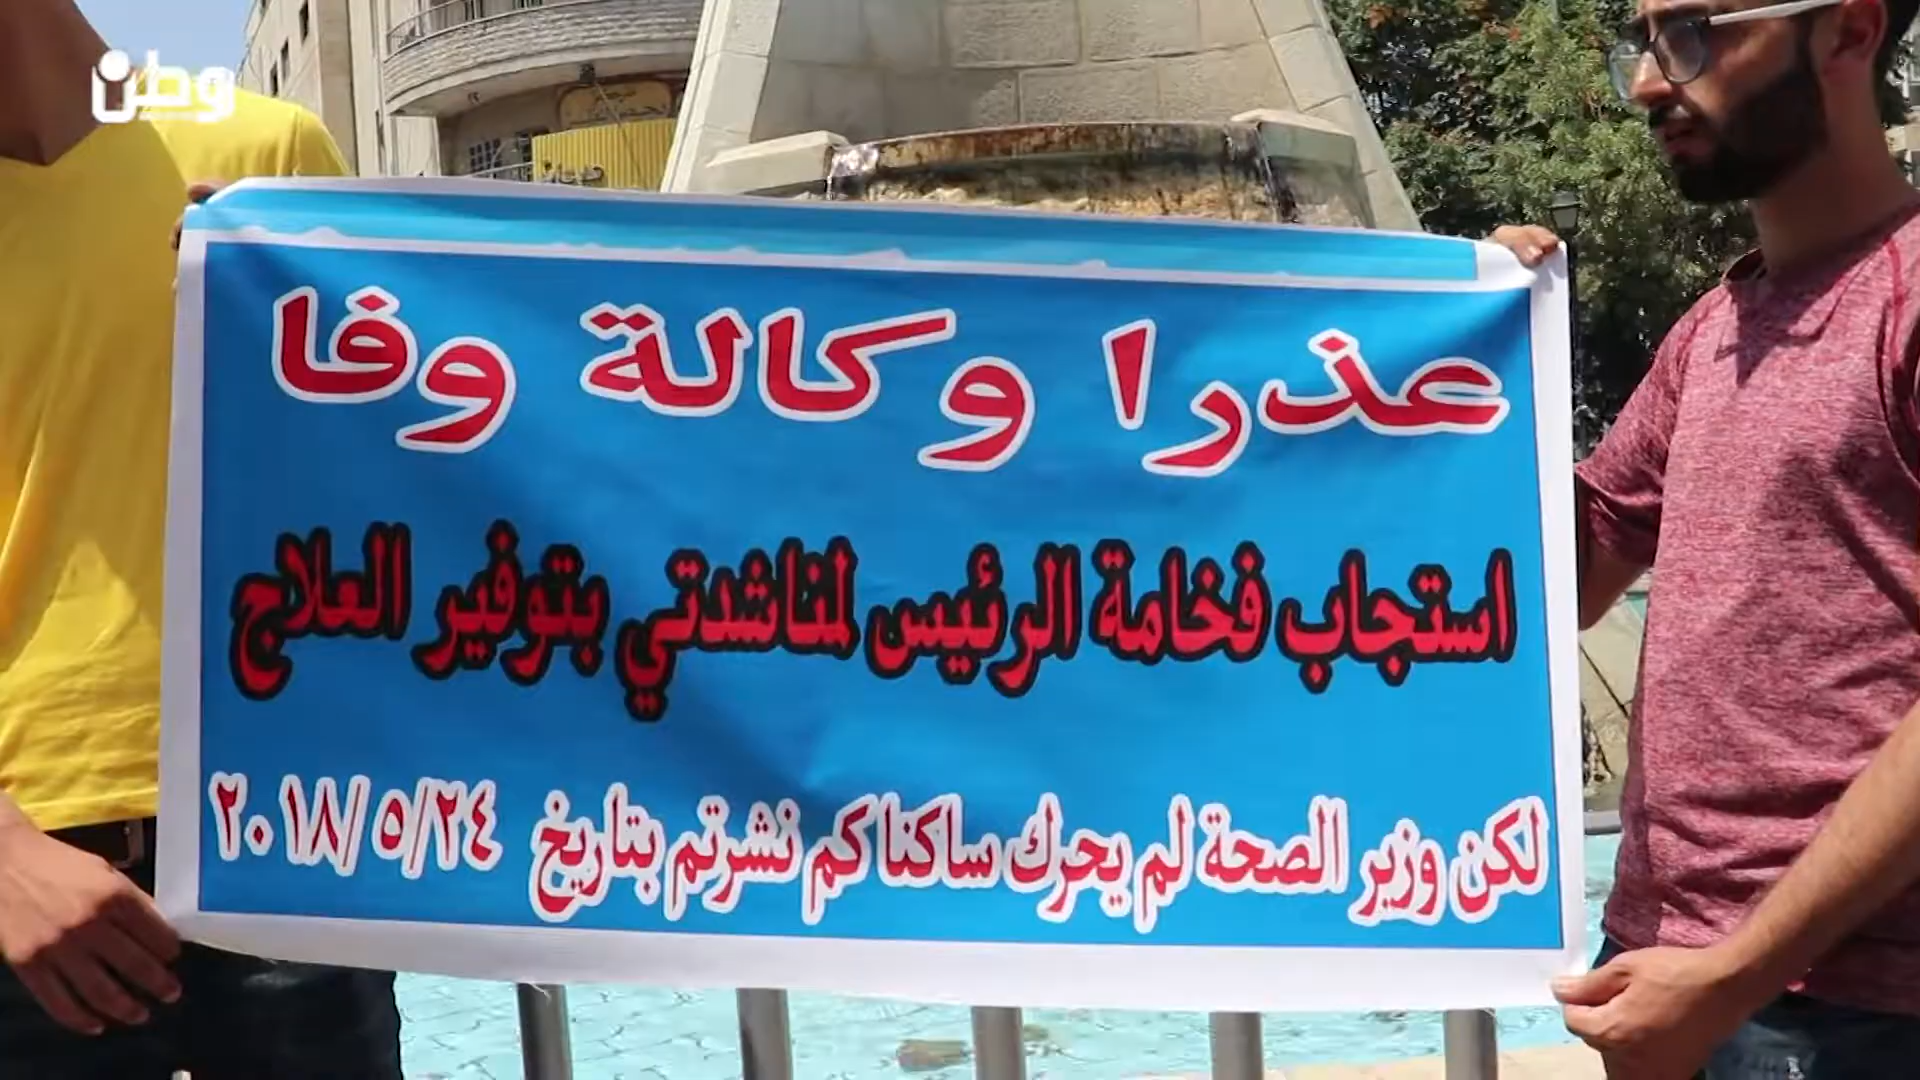 وطن
عذرا وكالة وفا
استجاب فخامة الرئيس لمناشدتي بتوفير العلاج
لكن وزير الصحة لم يحرك ساكنا كم نشرتم بتاريخ ٢٠١٨/٥/٢٤